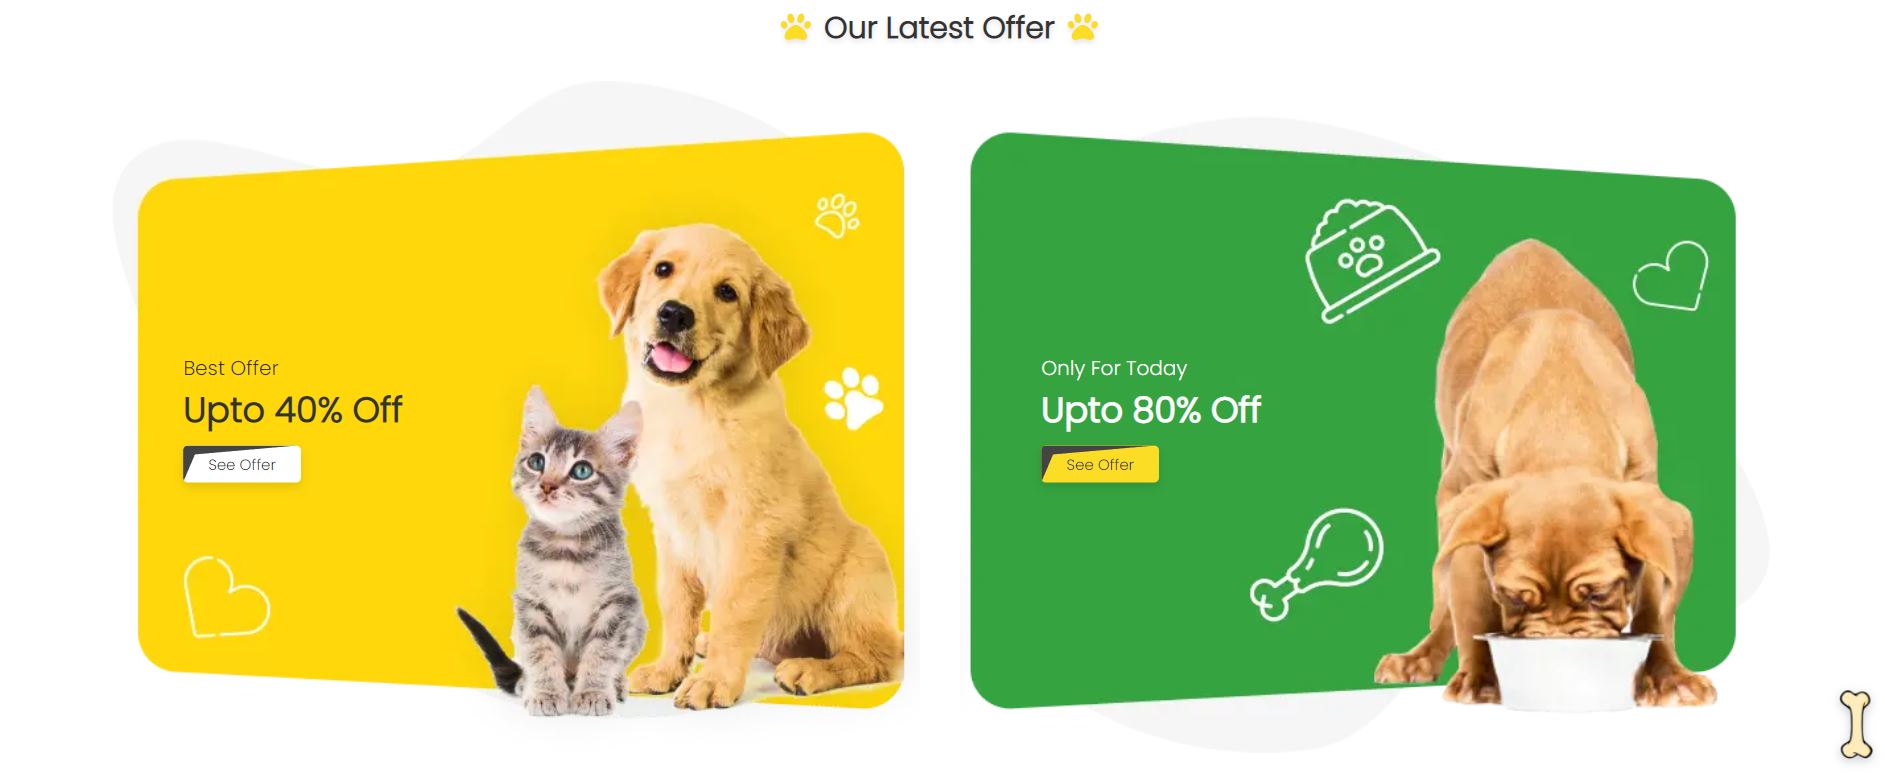 Our Latest Offer
Best Offer
Upto 40% Off
See Offer
Only For Today
Upto 80% Off
See Offer